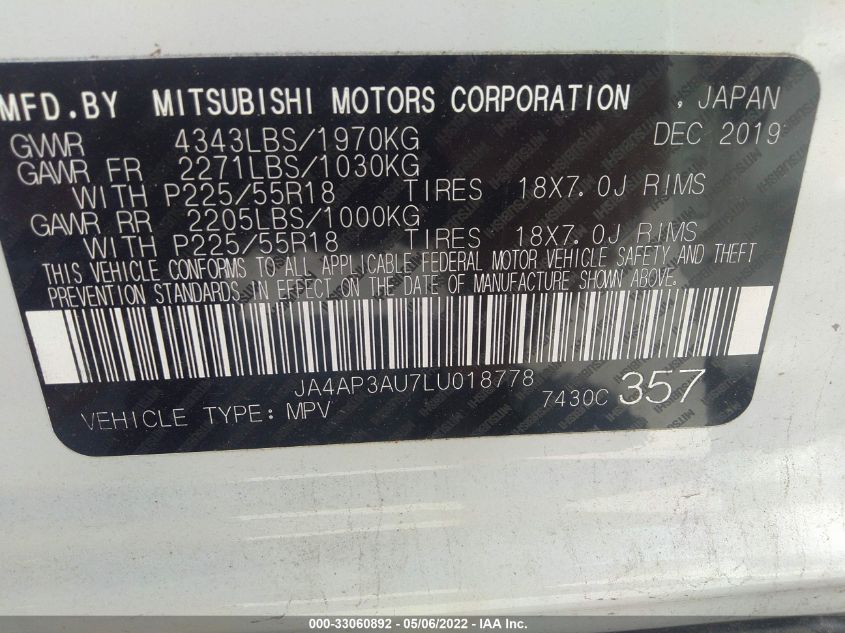 MFD.BY MITSUBISHI MOTORS CORPORATION , JAPAN
GVWR 4343LBS/1970KG DEC 2019
GAWR FR 2271LBS/1030KG
WITH P225/55R18 TIRES 18X7.0J RIMS
GAWR RR 2205LBS/1000KG
WITH P225/55R18 TIRES 18X7.0J RIMS
THIS VEHICLE CONFORMS TO ALL APPLICABLE FEDERAL MOTOR VEHICLE SAFETY AND THEFT
PREVENTION STANDARDS IN EFFECT ON THE DATE OF MANUFACTURE SHOWN ABOVE.
JA4AP3AU7LU018778
VEHICLE TYPE: MPV 7430C 357
000-33060892 - 05/06/2022 - IAA Inc.